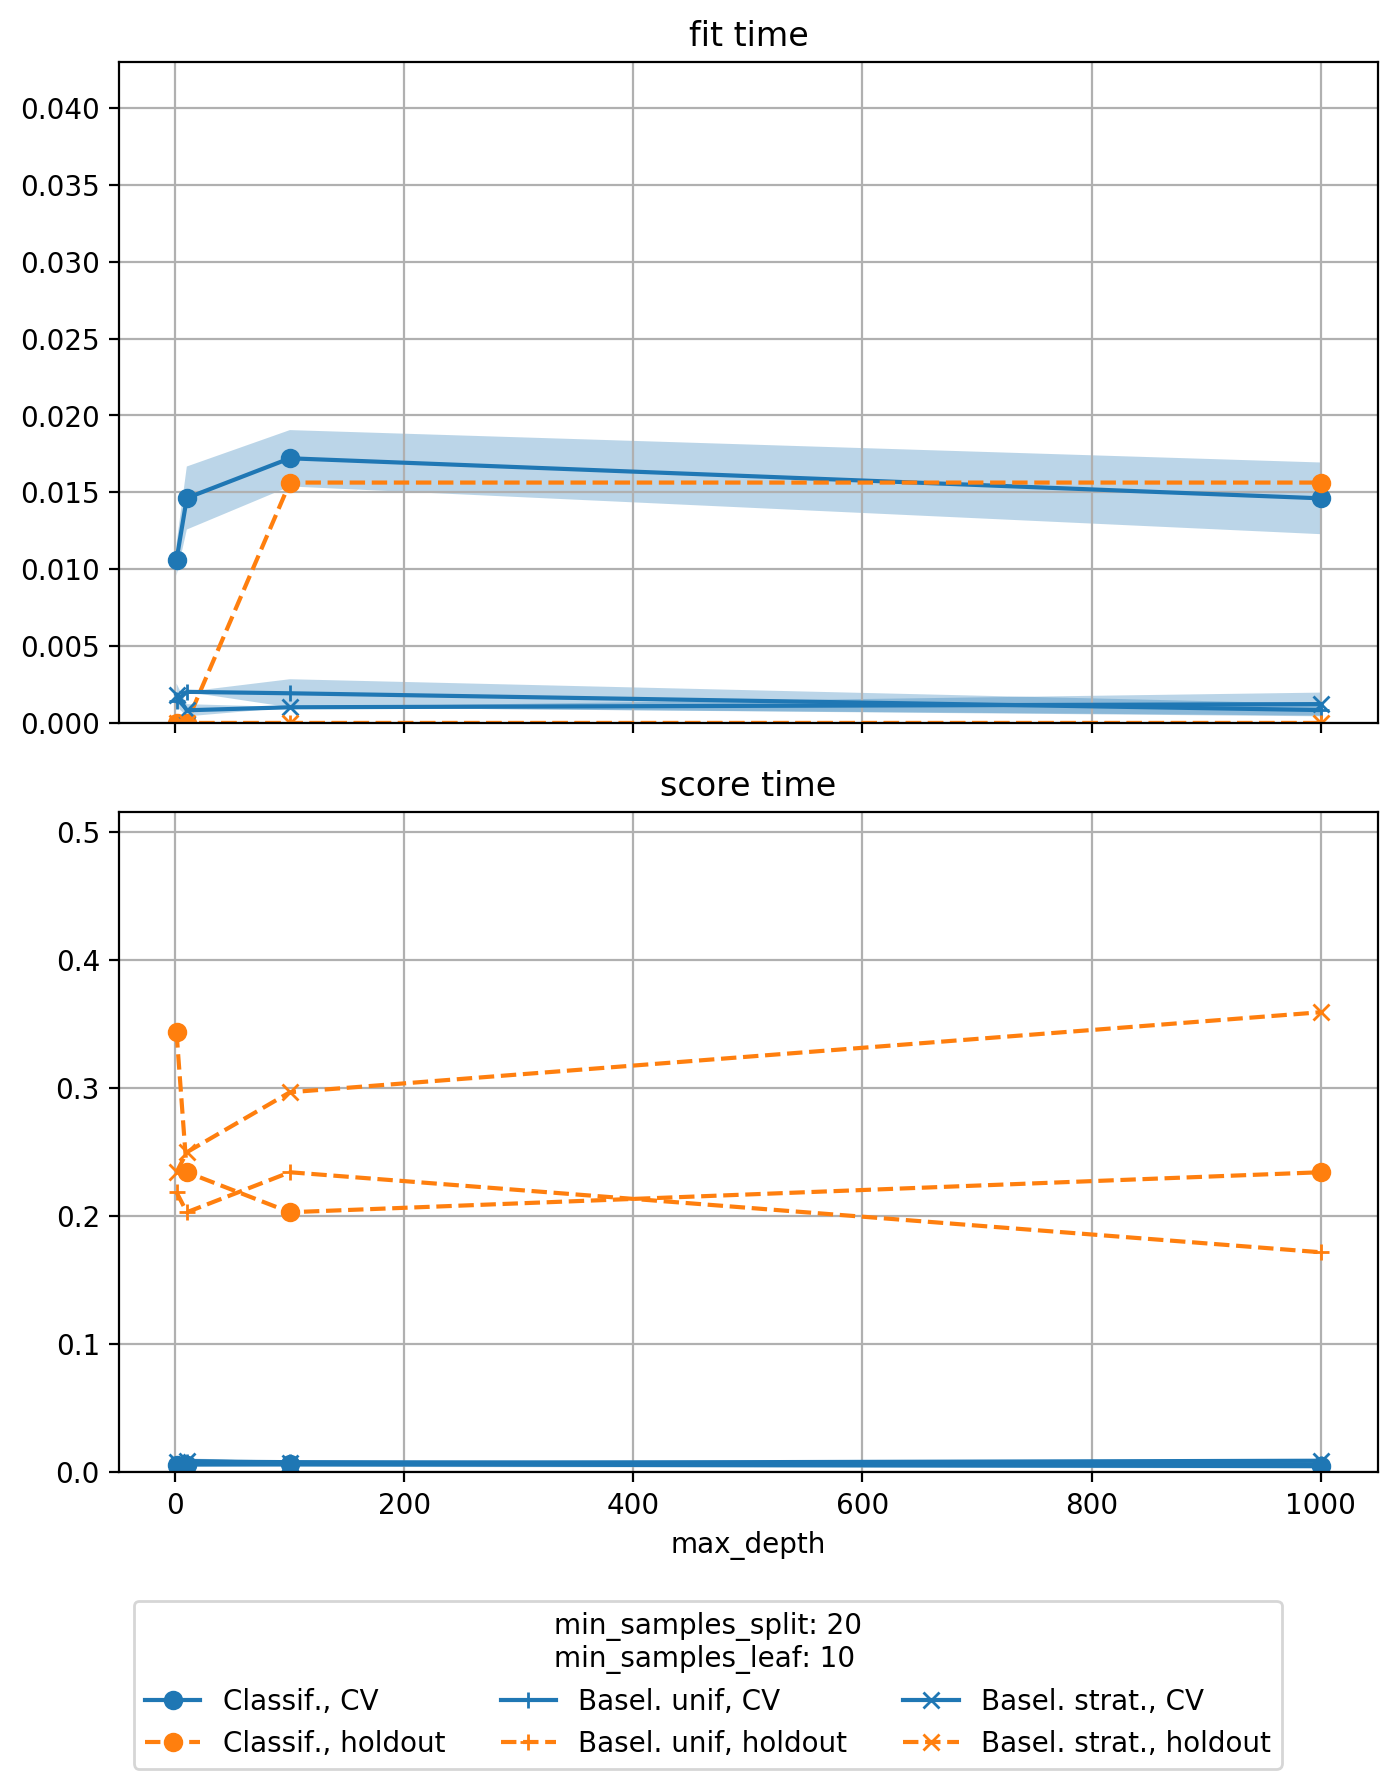 fit time
0.040
0.035
0.030
0.025
0.020
0.015
0.010
0.005
0.000
score time
0.5
0.4
0.3
0.2
0.1
0.0
0 200 400 600 800 1000
max_depth
min_samples_split: 20
min_samples_leaf: 10
Classif., CV Basel. unif, CV Basel. strat., CV
Classif., holdout Basel. unif, holdout Basel. strat., holdout